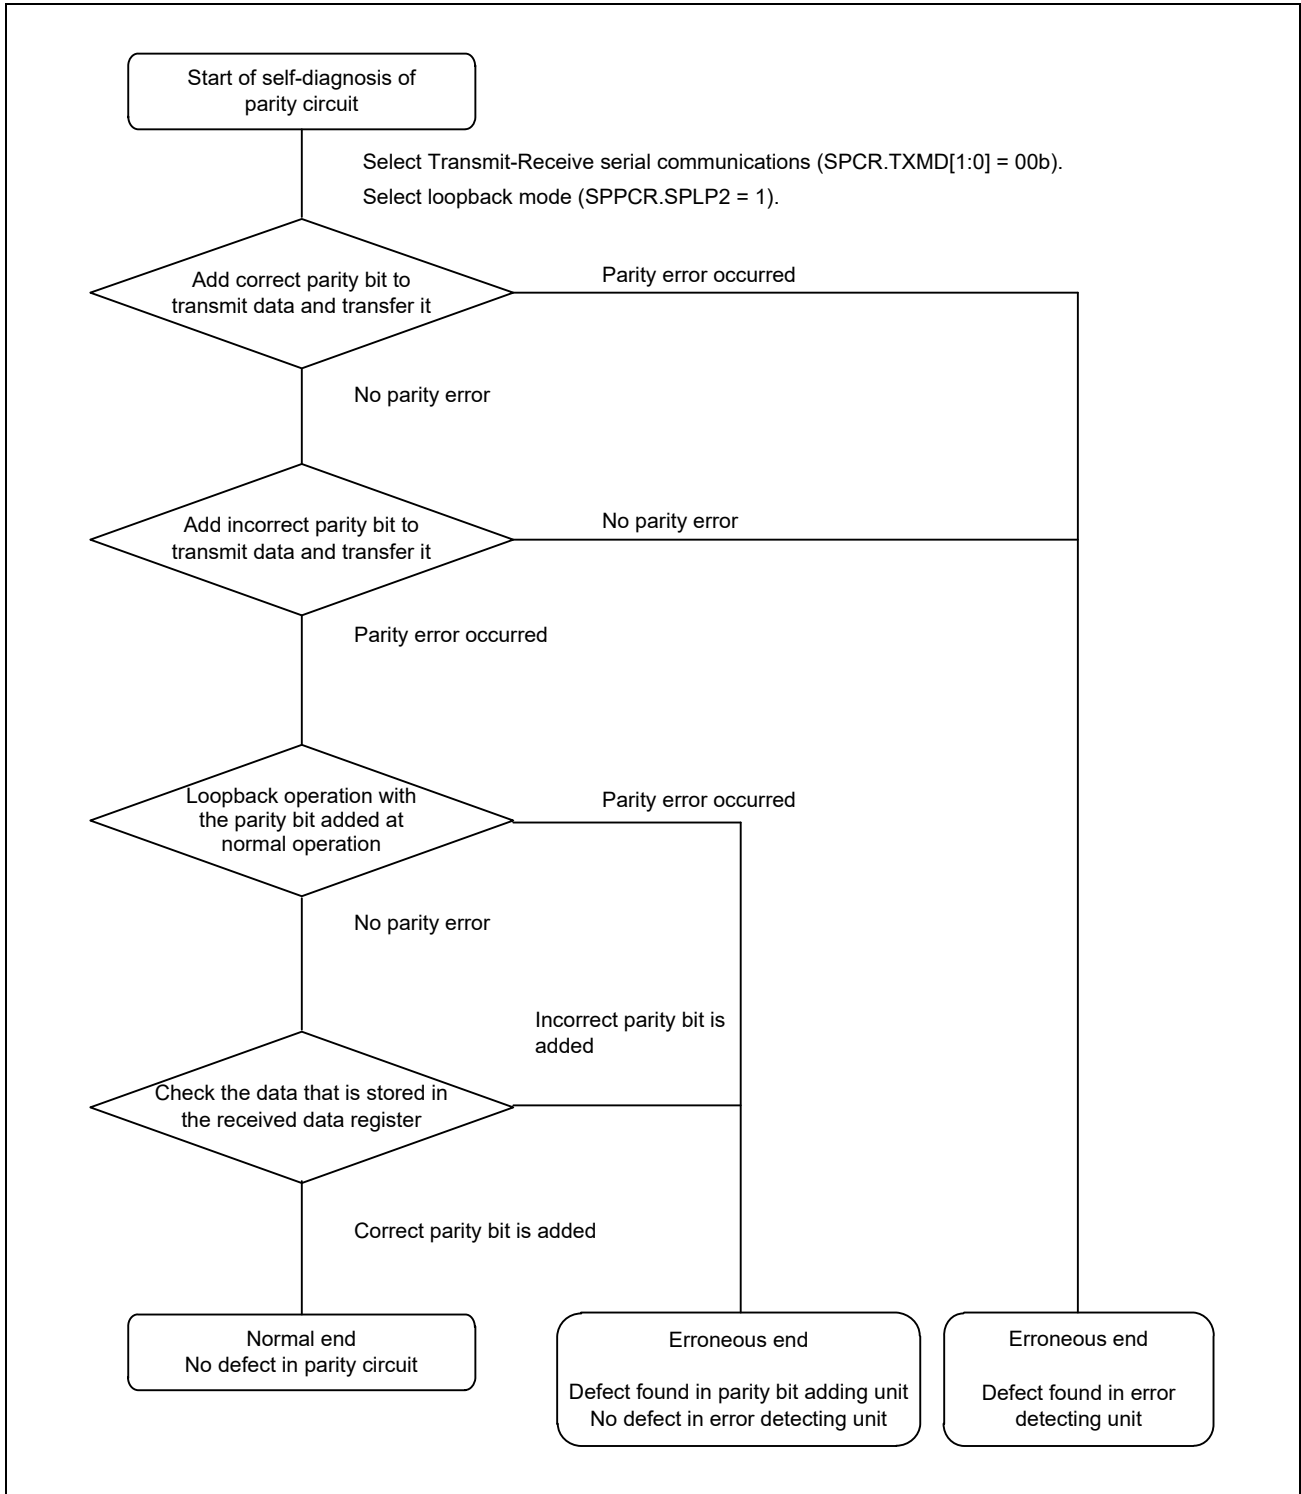 Start of self-diagnosis of
parity circuit
Select Transmit-Receive serial communications (SPCR.TXMD[1:0] = 00b).
Select loopback mode (SPPCR.SPLP2 = 1).
Add correct parity bit to
transmit data and transfer it
Parity error occurred
No parity error
Add incorrect parity bit to
transmit data and transfer it
No parity error
Parity error occurred
Loopback operation with
the parity bit added at
normal operation
Parity error occurred
No parity error
Incorrect parity bit is
added
Check the data that is stored in
the received data register
Correct parity bit is added
Normal end
No defect in parity circuit
Erroneous end
Defect found in parity bit adding unit
No defect in error detecting unit
Erroneous end
Defect found in error
detecting unit